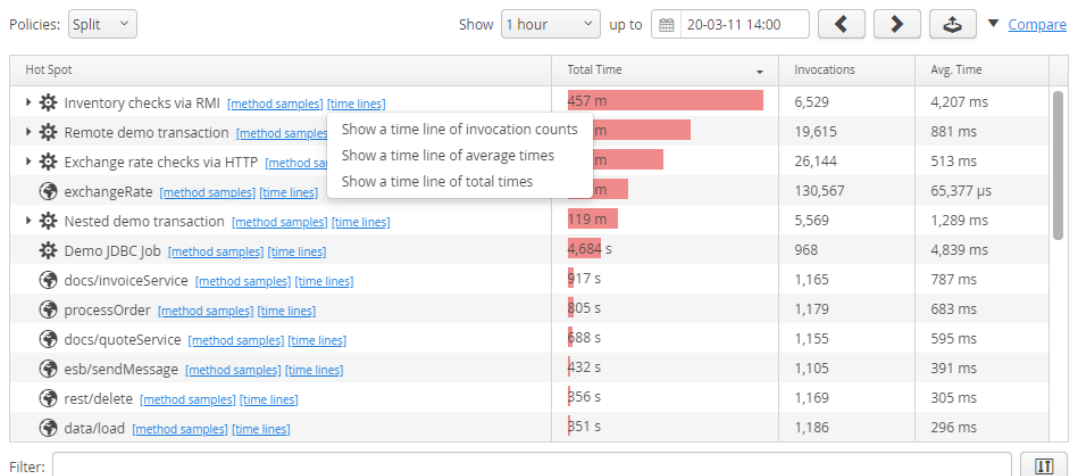 Policies: Split Show 1 hour up to 20-03-11 14:00 Compare
Hot Spot Total Time Invocations Avg. Time
Inventory checks via RMI [method samples] [time lines] 457 m 6,529 4,207 ms
Remote demo transaction [method samples m 19,615 881 ms
Exchange rate checks via HTTP [method sa m 26,144 513 ms
exchangeRate [method samples] [time lines] m 130,567 65,377 µs
Show a time line of invocation counts
Show a time line of average times
Show a time line of total times
Nested demo transaction [method samples] [time lines] 119 m 5,569 1,289 ms
Demo JDBC Job [method samples] [time lines] 4,684 s 968 4,839 ms
docs/invoiceService [method samples] [time lines] 917 s 1,165 787 ms
processOrder [method samples] [time lines] 805 s 1,179 683 ms
docs/quoteService [method samples] [time lines] 688 s 1,155 595 ms
esb/sendMessage [method samples] [time lines] 432 s 1,105 391 ms
rest/delete [method samples] [time lines] 356 s 1,169 305 ms
data/load [method samples] [time lines] 351 s 1,186 296 ms
Filter: